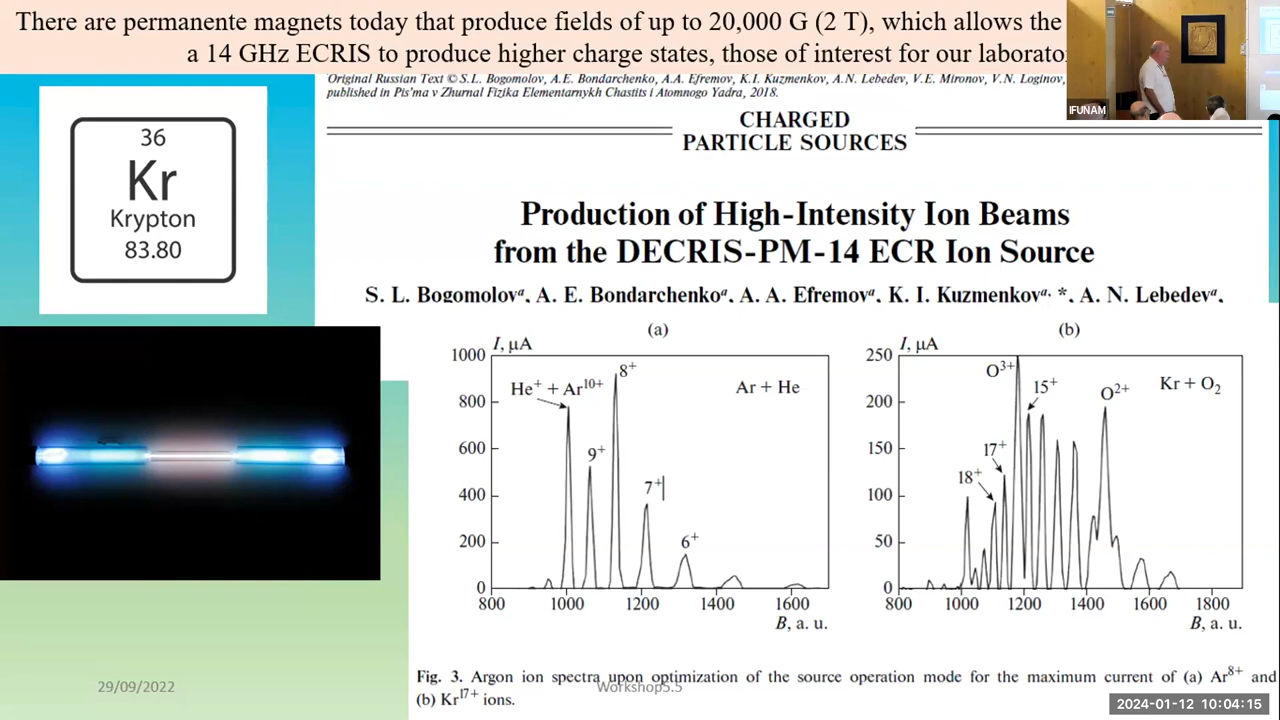 There are permanente magnets today that produce fields of up to 20,000 G (2 T), which allows the
a 14 GHz ECRIS to produce higher charge states, those of interest for our laborato
IFUNAM
Original Russian Text © S.L. Bogomolov, A.E. Bondarchenko, A.A. Efremov, K.I. Kuzmenkov, A.N. Lebedev, V.E. Mironov, V.N. Loginov,
published in Pis'ma v Zhurnal Fizika Elementarnykh Chastits i Atomnogo Yadra, 2018.
CHARGED
PARTICLE SOURCES
36
Kr
Krypton
83.80
Production of High-Intensity Ion Beams
from the DECRIS-PM-14 ECR Ion Source
S. L. Bogomolovᵃ, A. E. Bondarchenkoᵃ, A. A. Efremovᵃ, K. I. Kuzmenkovᵃ, *, A. N. Lebedevᵃ,
(a)
I, μA
1000
800
600
400
200
0
He⁺ + Ar¹⁰⁺
9⁺
8⁺
7⁺
6⁺
Ar + He
800 1000 1200 1400 1600
B, a. u.
(b)
I, μA
250
200
150
100
50
0
O³⁺
15⁺
17⁺
18⁺
O²⁺
Kr + O₂
800 1000 1200 1400 1600 1800
B, a. u.
Fig. 3. Argon ion spectra upon optimization of the source operation mode for the maximum current of (a) Ar⁸⁺ and
(b) Kr¹⁷⁺ ions.
29/09/2022
Workshop5.5
2024-01-12 10:04:15